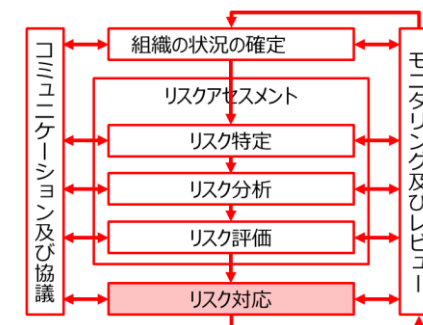 組織の状況の確定
リスクアセスメント
リスク特定
リスク分析
リスク評価
リスク対応
コミュニケーション及び協議
モニタリング及びレビュー